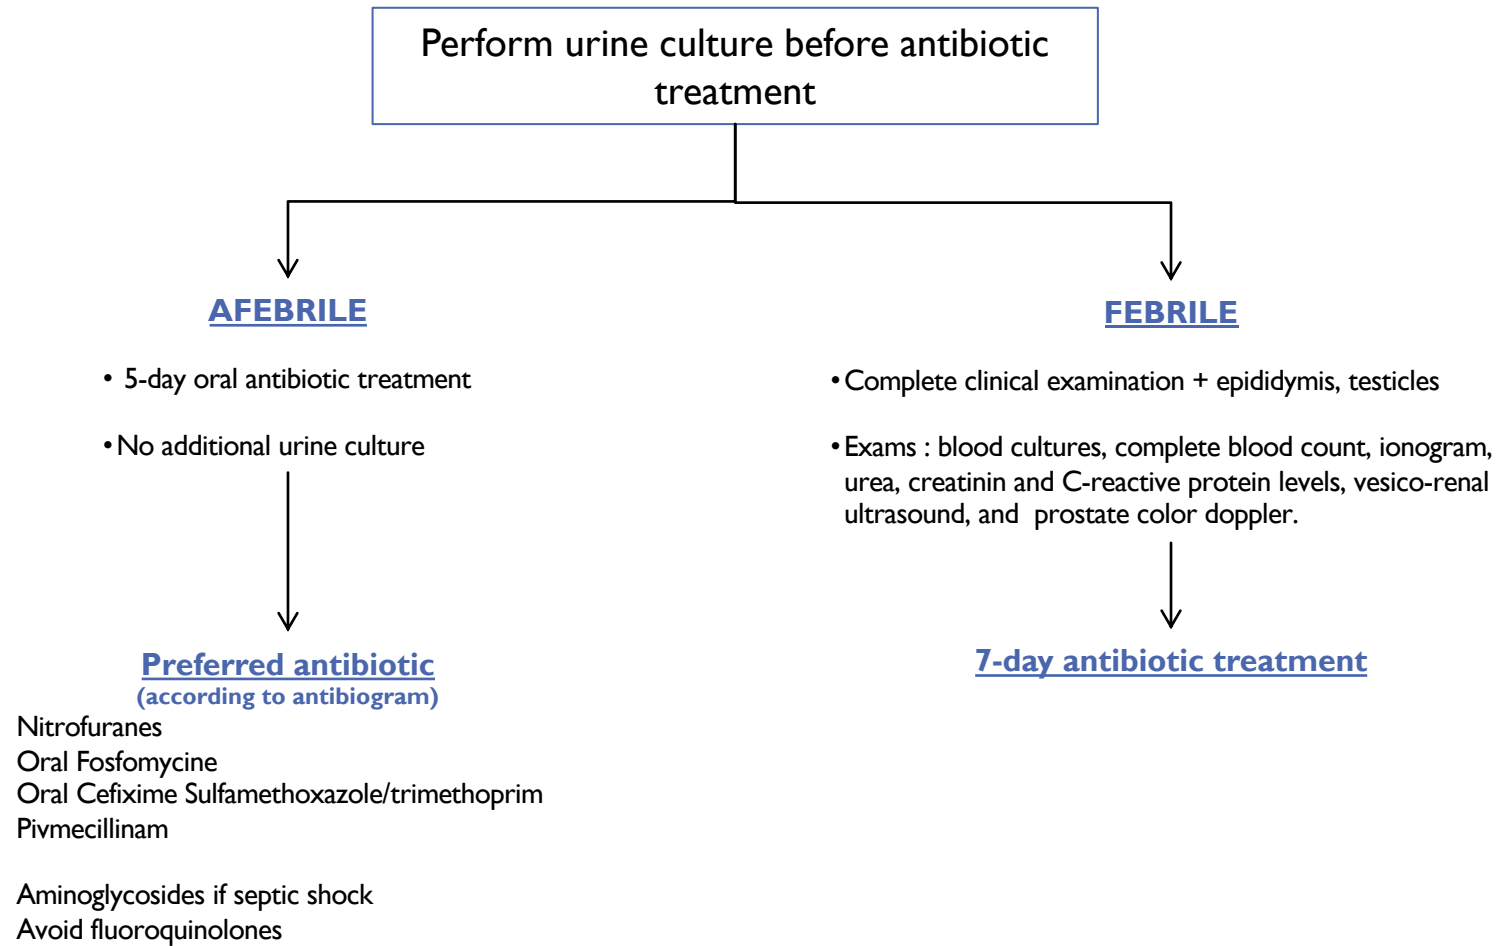 Perform urine culture before antibiotic
treatment
AFEBRILE
• 5-day oral antibiotic treatment
• No additional urine culture
Preferred antibiotic
(according to antibiogram)
Nitrofuranes
Oral Fosfomycine
Oral Cefixime Sulfamethoxazole/trimethoprim
Pivmecillinam
Aminoglycosides if septic shock
Avoid fluoroquinolones
FEBRILE
• Complete clinical examination + epididymis, testicles
• Exams : blood cultures, complete blood count, ionogram,
urea, creatinin and C-reactive protein levels, vesico-renal
ultrasound, and prostate color doppler.
7-day antibiotic treatment